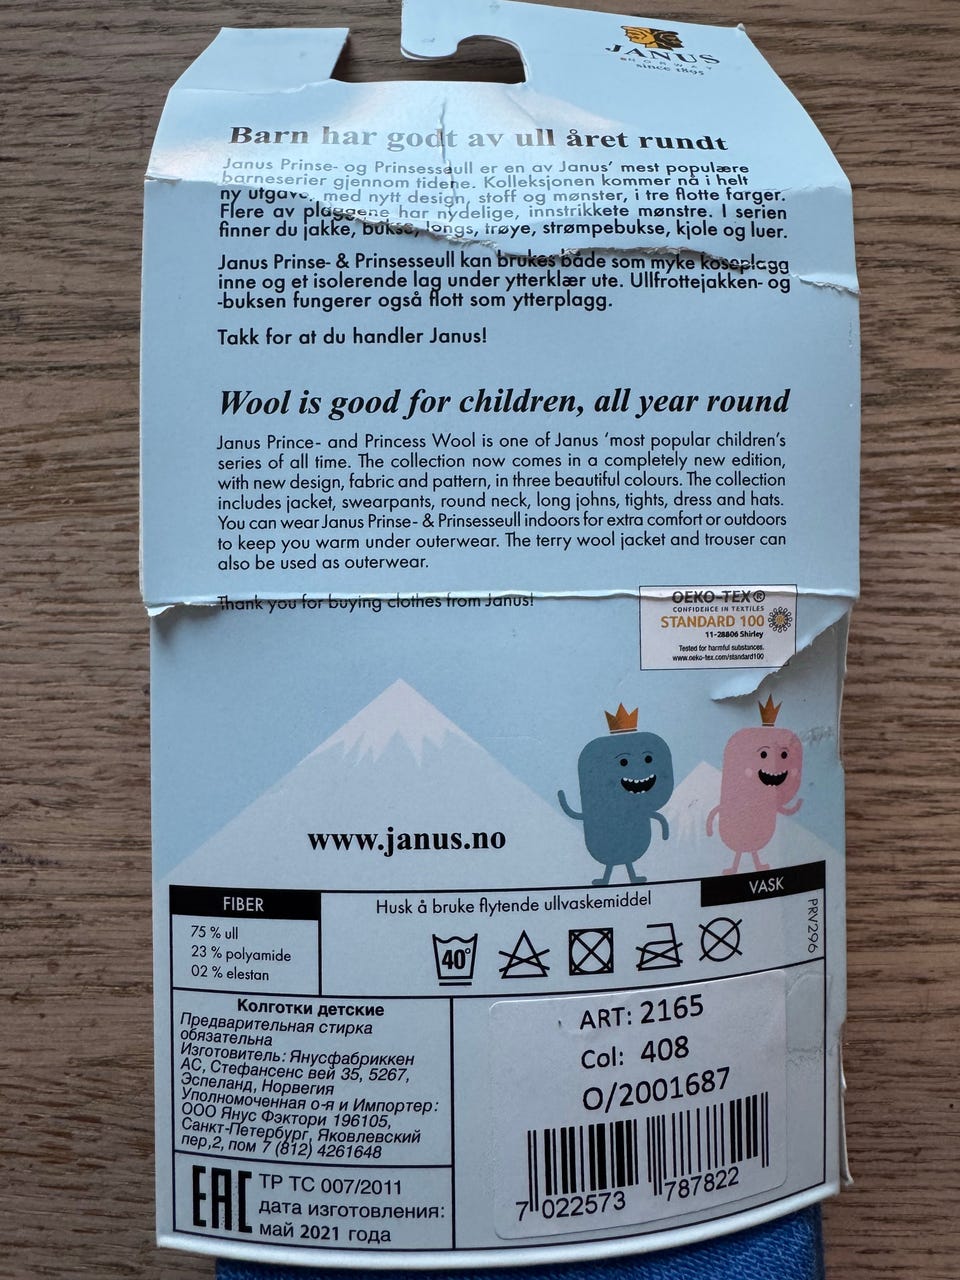 JANUS
NORWAY
since 1895
Barn har godt av ull året rundt
Janus Prinse- og Prinsesseull er en av Janus’ mest populære
barneserier gjennom tidene. Kolleksjonen kommer nå i helt
ny utgave, med nytt design, stoff og mønster, i tre flotte farger.
Flere av plaggene har nydelige, innstrikkete mønstre. I serien
finner du jakke, bukse, longs, trøye, strømpebukse, kjole og luer.
Janus Prinse- & Prinsesseull kan brukes både som myke koseplagg
inne og et isolerende lag under ytterklær ute. Ullfrottejakken- og
-buksen fungerer også flott som ytterplagg.
Takk for at du handler Janus!
Wool is good for children, all year round
Janus Prince- and Princess Wool is one of Janus ’most popular children’s
series of all time. The collection now comes in a completely new edition,
with new design, fabric and pattern, in three beautiful colours. The collection
includes jacket, swearpants, round neck, long johns, tights, dress and hats.
You can wear Janus Prinse- & Prinsesseull indoors for extra comfort or outdoors
to keep you warm under outerwear. The terry wool jacket and trouser can
also be used as outerwear.
Thank you for buying clothes from Janus!
OEKO-TEX®
CONFIDENCE IN TEXTILES
STANDARD 100
11-28806 Shirley
Tested for harmful substances.
www.oeko-tex.com/standard100
www.janus.no
FIBER
75 % ull
23 % polyamide
02 % elestan
Husk å bruke flytende ullvaskemiddel
VASK
40°
PRV296
Колготки детские
Предварительная стирка
обязательна
Изготовитель: Янусфабриккен
АС, Стефансенс вей 35, 5267,
Эспеланд, Норвегия
Уполномоченная о-я и Импортер:
ООО Янус Фэктори 196105,
Санкт-Петербург, Яковлевский
пер,2, пом 7 (812) 4261648
ЕАС
ТР ТС 007/2011
дата изготовления:
май 2021 года
ART: 2165
Col: 408
O/2001687
7 022573 787822